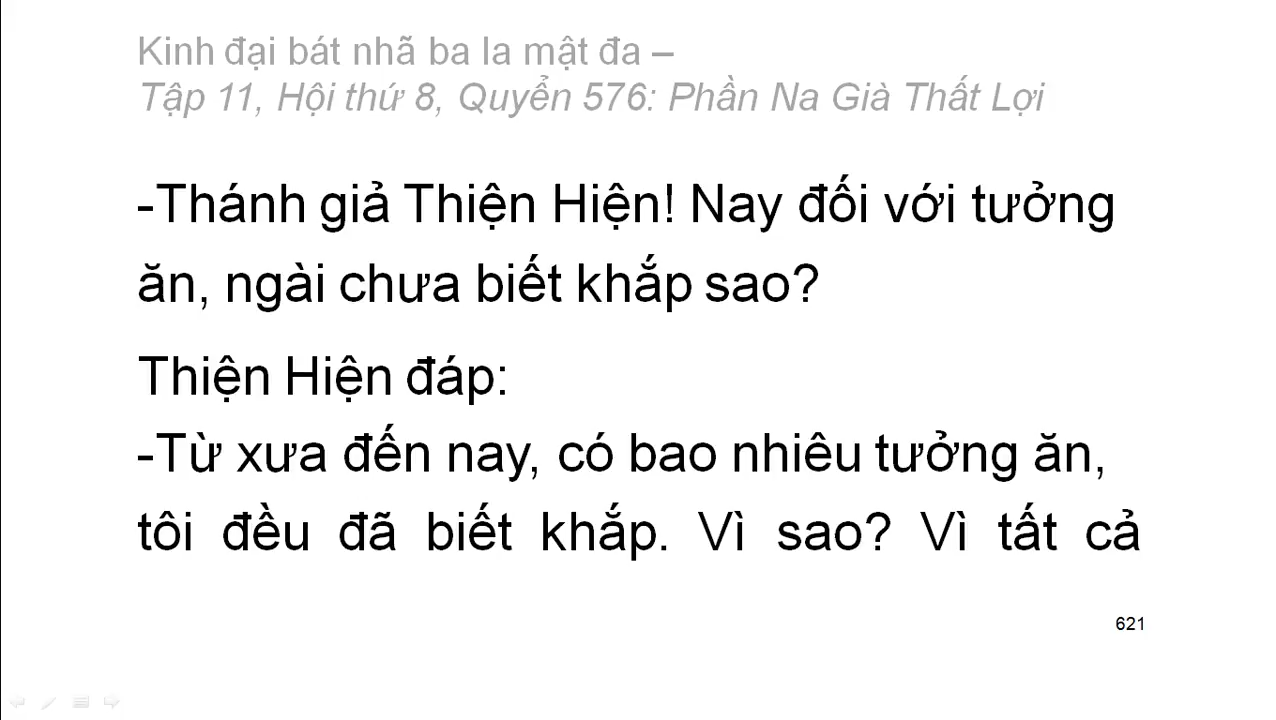 Kinh đại bát nhã ba la mật đa –
Tập 11, Hội thứ 8, Quyển 576: Phần Na Già Thất Lợi
-Thánh giả Thiện Hiện! Nay đối với tưởng
ăn, ngài chưa biết khắp sao?
Thiện Hiện đáp:
-Từ xưa đến nay, có bao nhiêu tưởng ăn,
tôi đều đã biết khắp. Vì sao? Vì tất cả
621